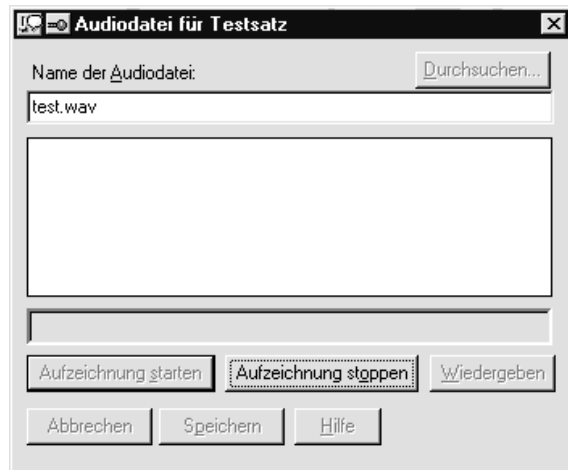 Audiodatei für Testsatz
Name der Audiodatei:
Durchsuchen...
test.wav
Aufzeichnung starten
Aufzeichnung stoppen
Wiedergeben
Abbrechen
Speichern
Hilfe